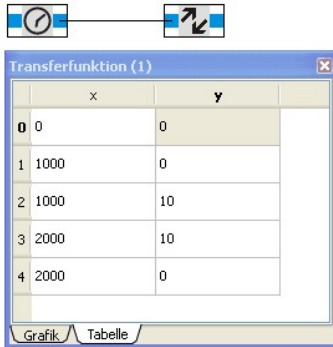 Transferfunktion (1)
x y
0 0 0
1 1000 0
2 1000 10
3 2000 10
4 2000 0
Grafik Tabelle